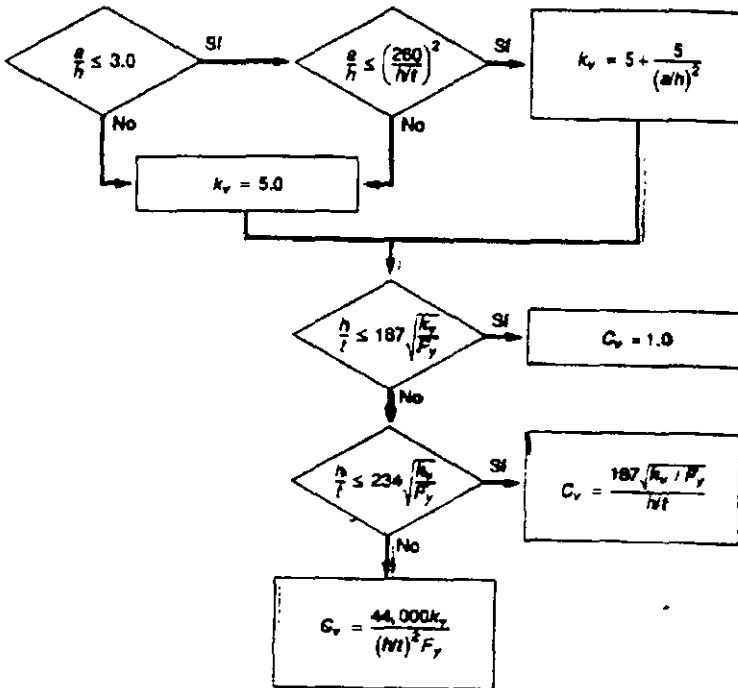 a/h ≤ 3.0
Sí
a/h ≤ (260/(h/t))²
Sí
k_v = 5 + 5/(a/h)²
No
No
k_v = 5.0
h/t ≤ 187√(k_v/F_y)
Sí
C_v = 1.0
No
h/t ≤ 234√(k_v/F_y)
Sí
C_v = 187√(k_v / F_y)/(h/t)
No
C_v = 44,000k_v/((h/t)² F_y)